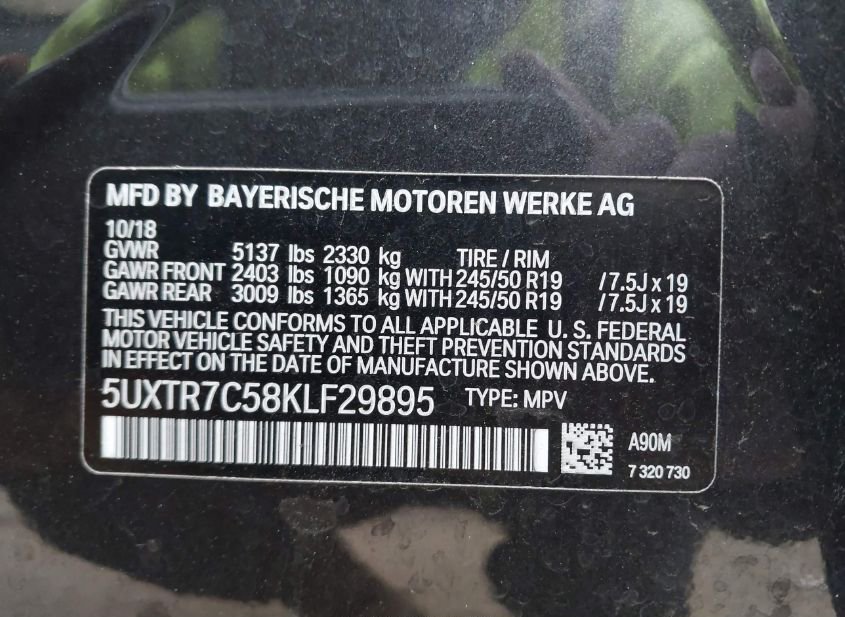 MFD BY BAYERISCHE MOTOREN WERKE AG
10/18
GVWR 5137 lbs 2330 kg TIRE / RIM
GAWR FRONT 2403 lbs 1090 kg WITH 245/50 R19 / 7.5J x 19
GAWR REAR 3009 lbs 1365 kg WITH 245/50 R19 / 7.5J x 19
THIS VEHICLE CONFORMS TO ALL APPLICABLE U. S. FEDERAL
MOTOR VEHICLE SAFETY AND THEFT PREVENTION STANDARDS
IN EFFECT ON THE DATE OF MANUFACTURE SHOWN ABOVE.
5UXTR7C58KLF29895 TYPE: MPV
A90M
7 320 730